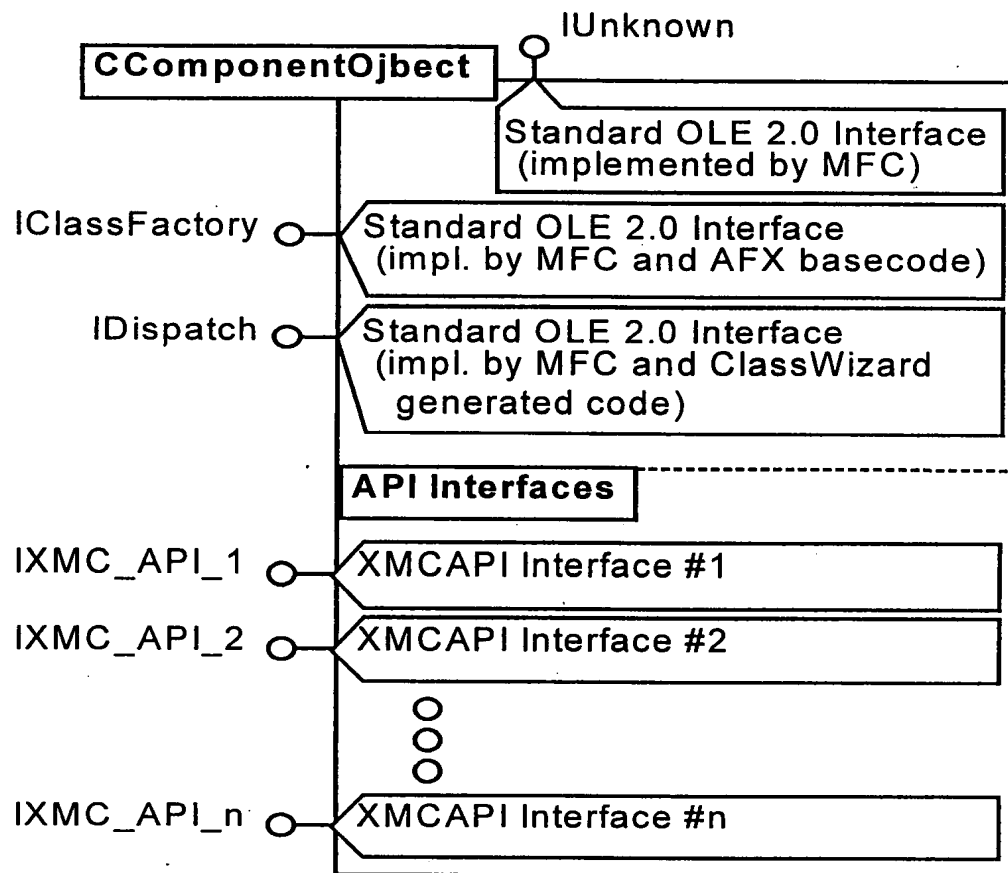 IUnknown
CComponentOjbect
Standard OLE 2.0 Interface
(implemented by MFC)
IClassFactory
Standard OLE 2.0 Interface
(impl. by MFC and AFX basecode)
IDispatch
Standard OLE 2.0 Interface
(impl. by MFC and ClassWizard
generated code)
API Interfaces
IXMC_API_1
XMCAPI Interface #1
IXMC_API_2
XMCAPI Interface #2
IXMC_API_n
XMCAPI Interface #n